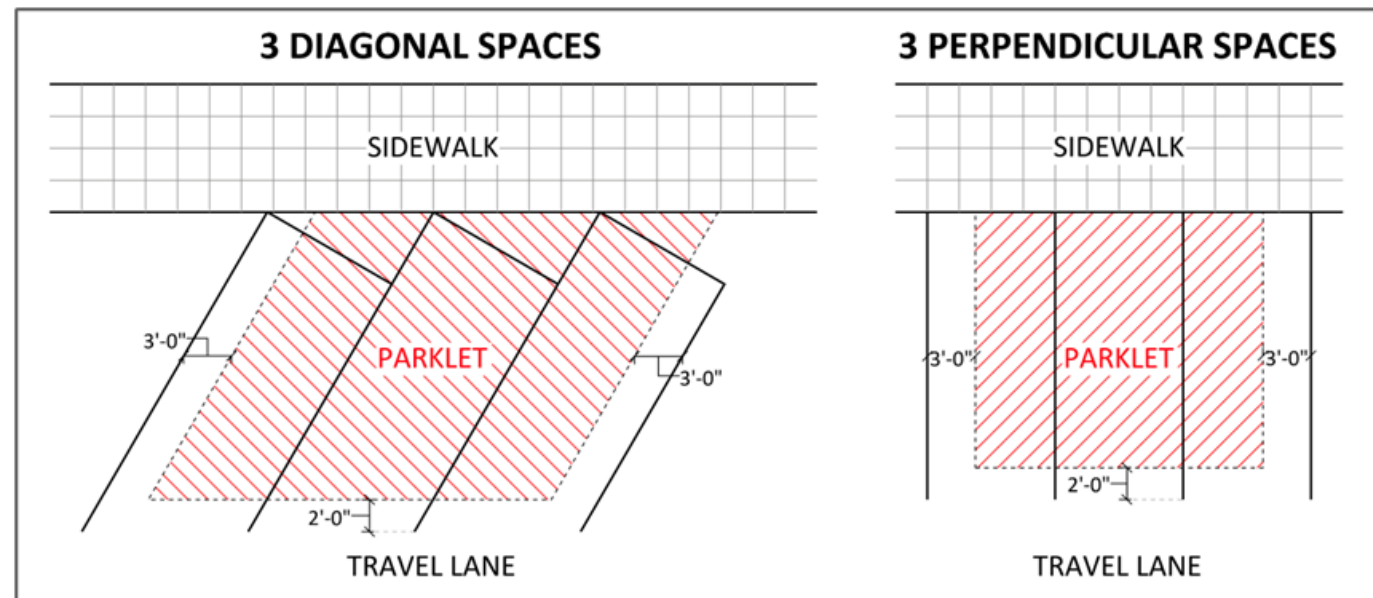 3 DIAGONAL SPACES
SIDEWALK
3'-0"
PARKLET
3'-0"
2'-0"
TRAVEL LANE
3 PERPENDICULAR SPACES
SIDEWALK
3'-0"
PARKLET
3'-0"
2'-0"
TRAVEL LANE